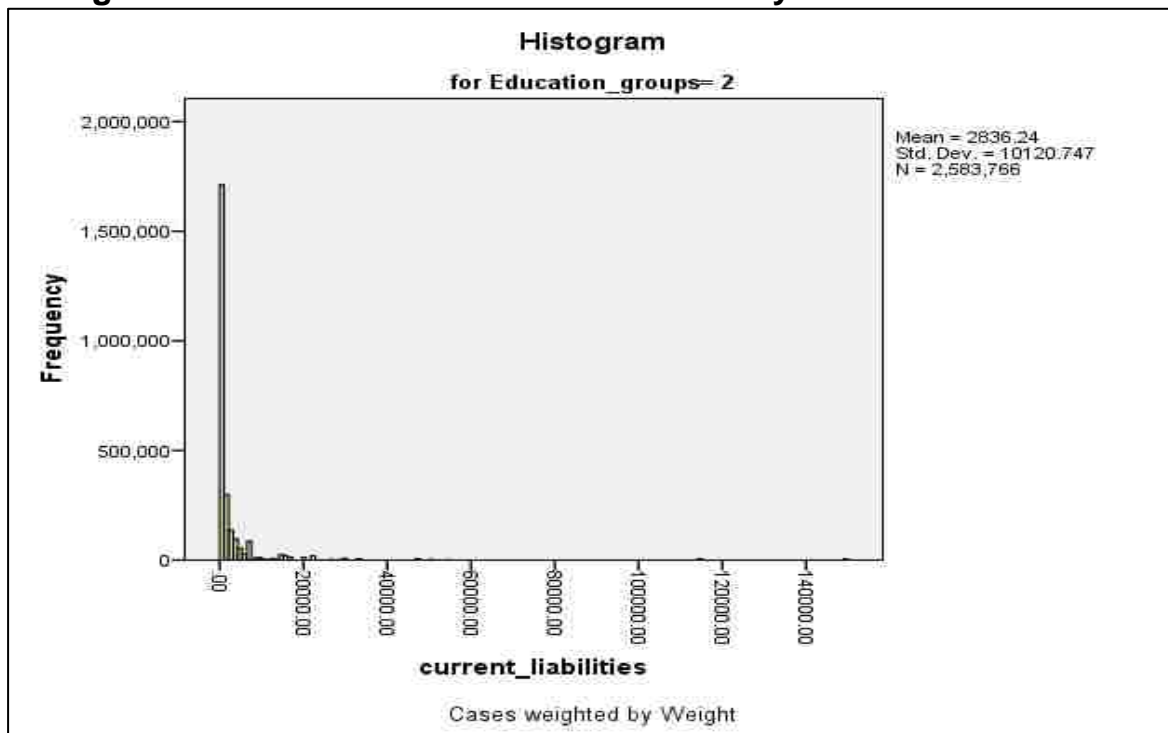 Histogram
for Education_groups= 2
Mean = 2836.24
Std. Dev. = 10120.747
N = 2,583,766
2,000,000
1,500,000
1,000,000
500,000
0
Frequency
.00
20000.00
40000.00
60000.00
80000.00
100000.00
120000.00
140000.00
current_liabilities
Cases weighted by Weight